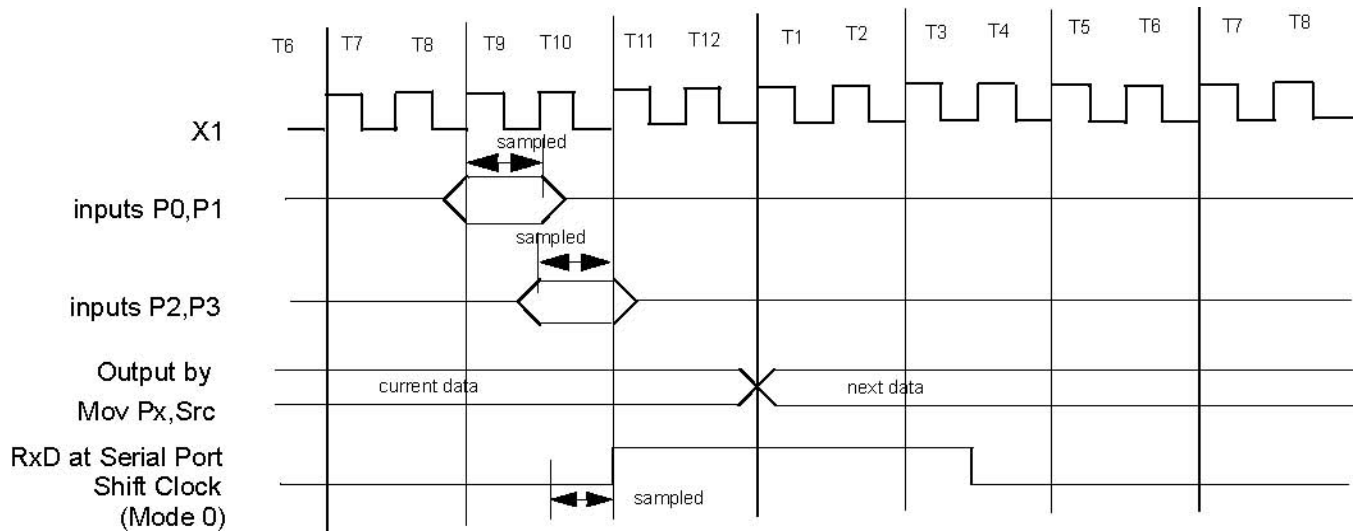 T6 T7 T8 T9 T10 T11 T12 T1 T2 T3 T4 T5 T6 T7 T8
X1
sampled
inputs P0,P1
sampled
inputs P2,P3
Output by
current data next data
Mov Px,Src
RxD at Serial Port
Shift Clock
sampled
(Mode 0)